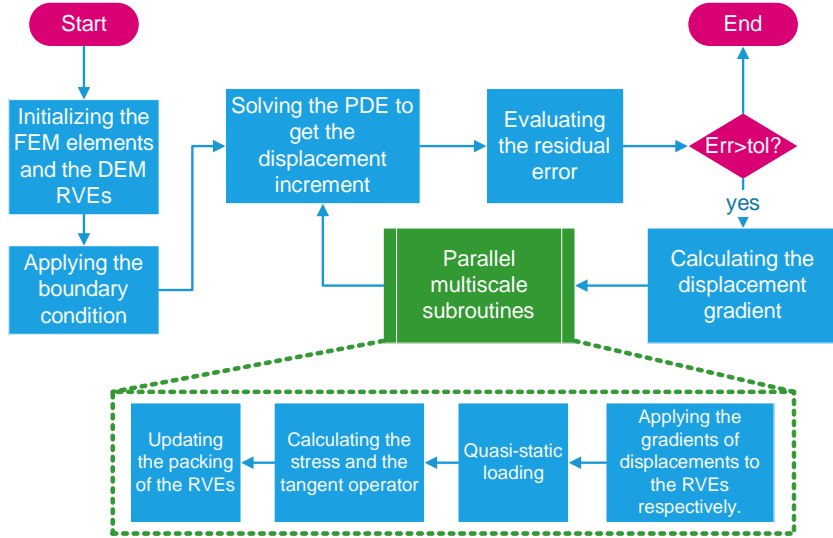 Start
End
Initializing the
FEM elements
and the DEM
RVEs
Solving the PDE to
get the
displacement
increment
Evaluating
the residual
error
Err>tol?
yes
Applying the
boundary
condition
Parallel
multiscale
subroutines
Calculating the
displacement
gradient
Updating
the packing
of the RVEs
Calculating the
stress and the
tangent operator
Quasi-static
loading
Applying the
gradients of
displacements to
the RVEs
respectively.